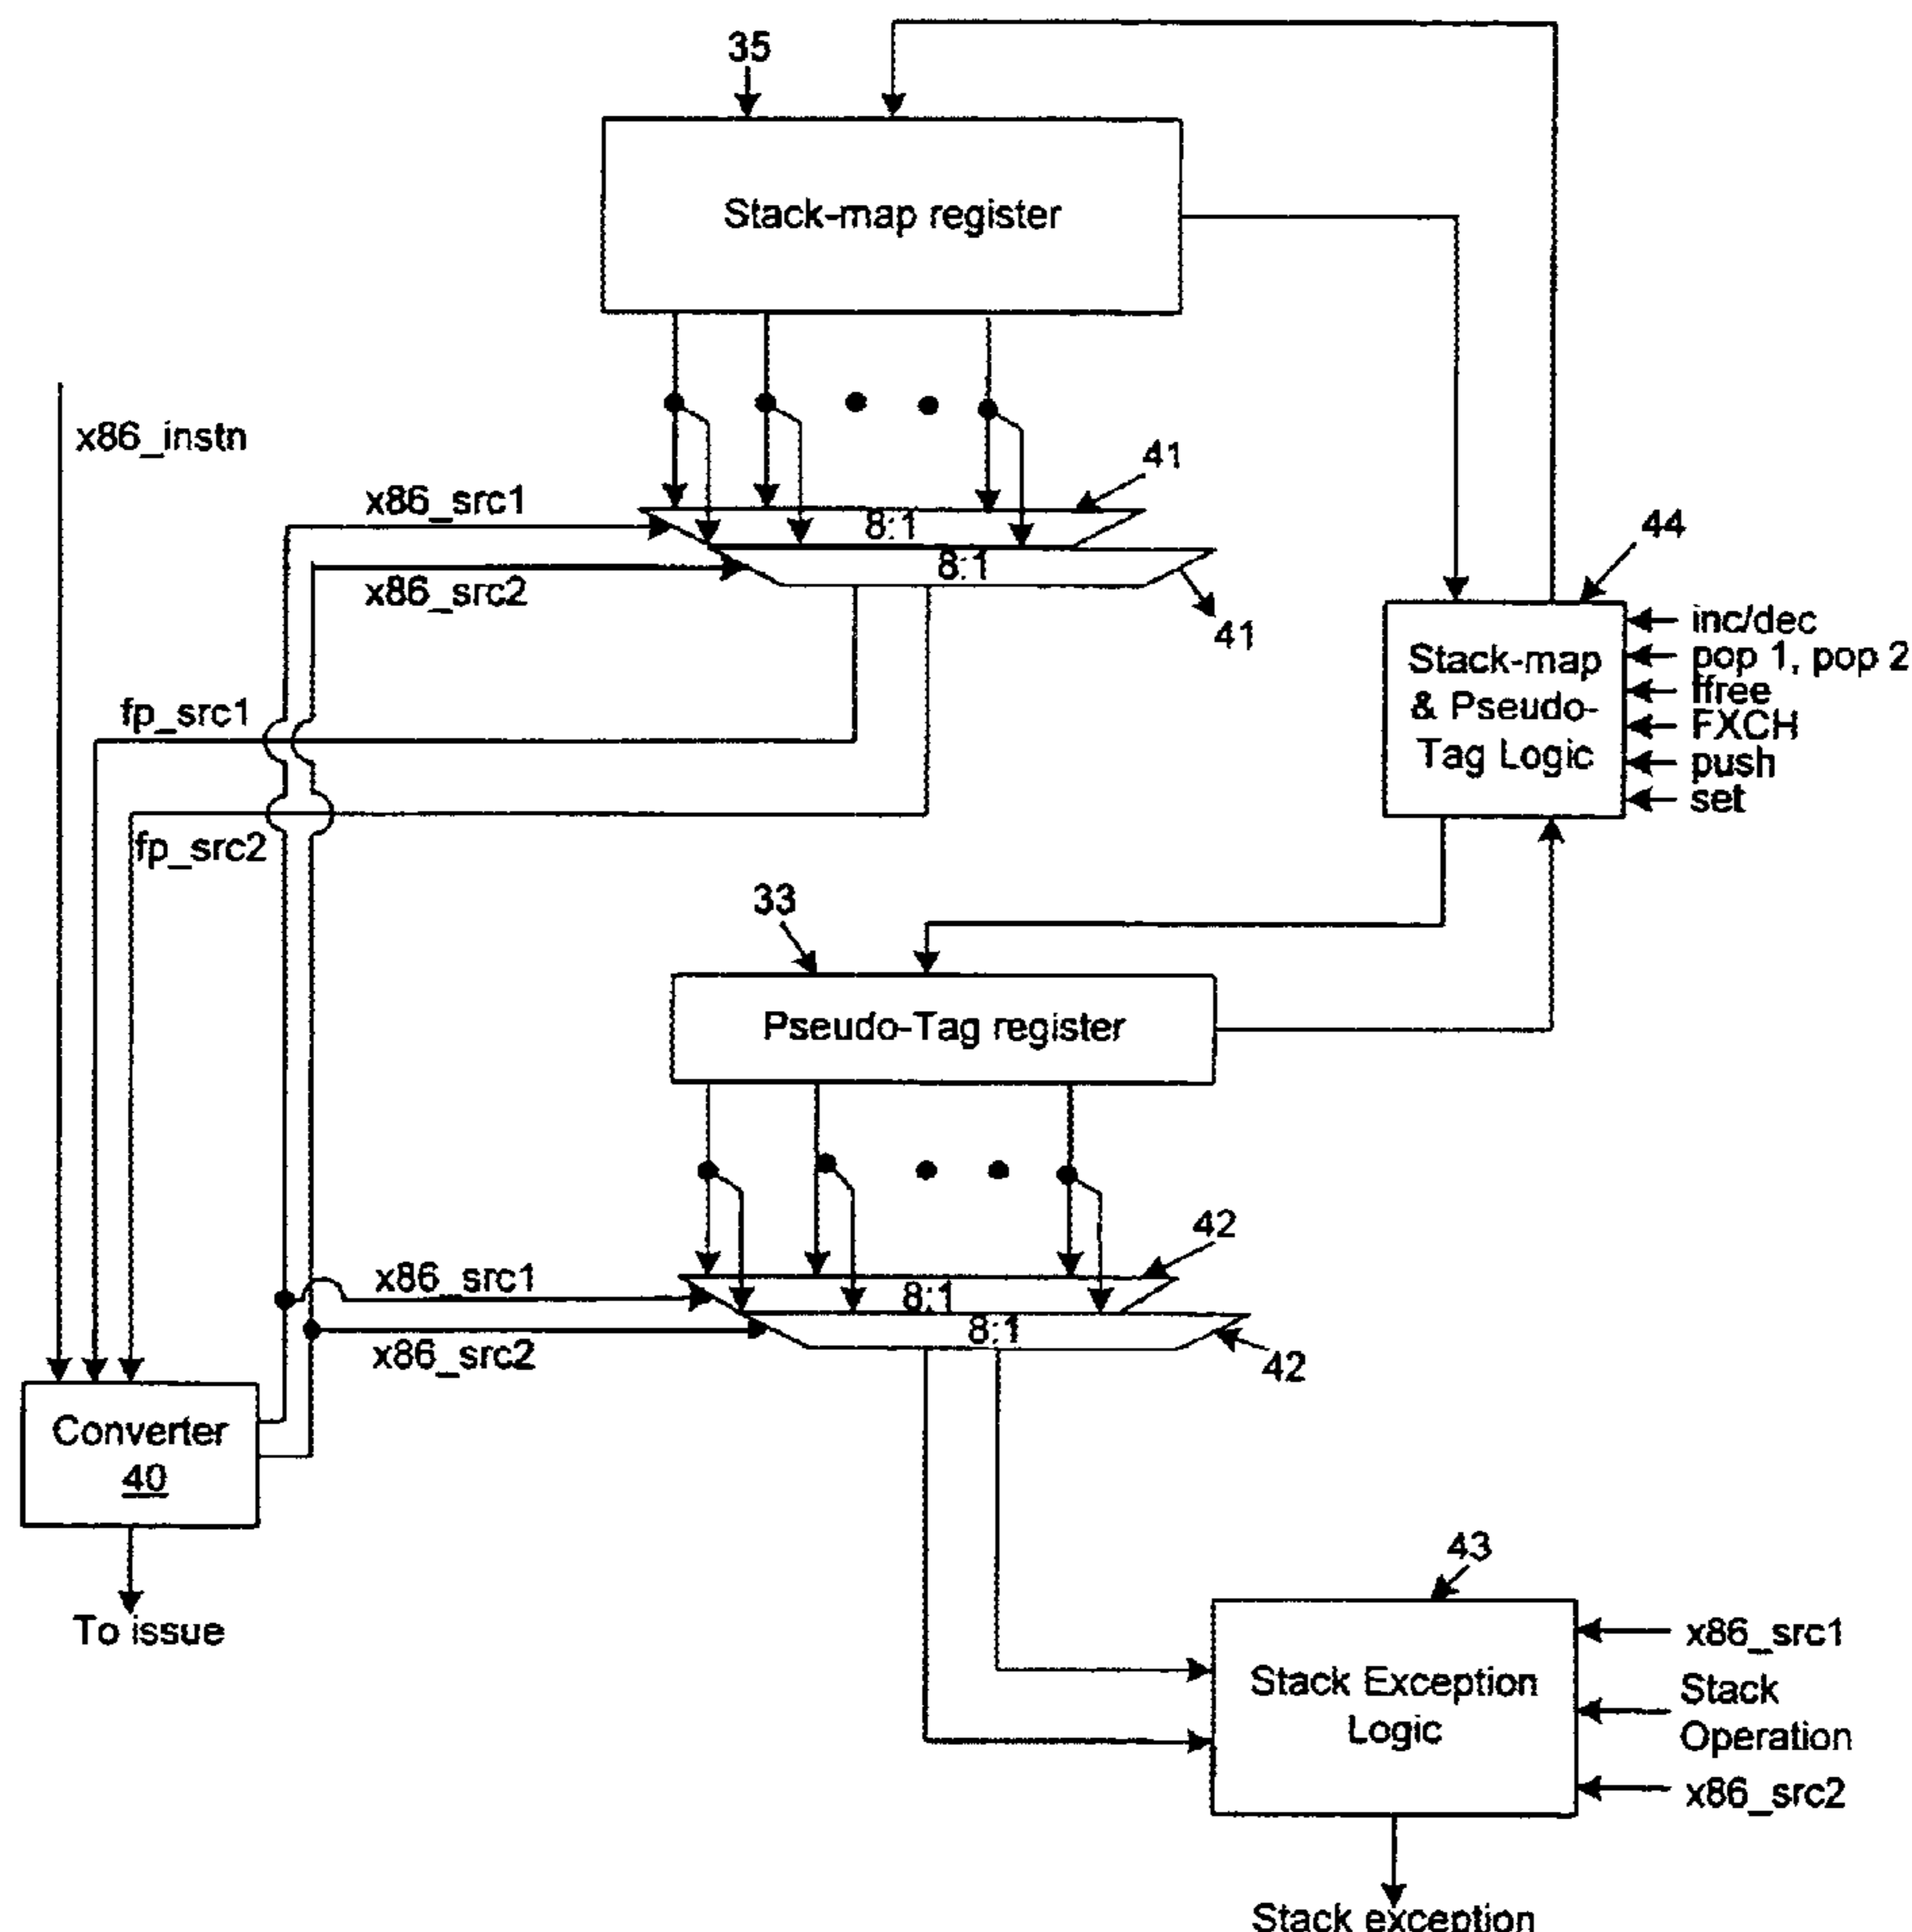 35
Stack-map register
x86_instn
x86_src1
41
8:1
8:1
x86_src2
41
44
inc/dec
pop 1, pop 2
ffree
FXCH
push
set
Stack-map
& Pseudo-
Tag Logic
fp_src1
fp_src2
33
Pseudo-Tag register
42
x86_src1
8:1
8:1
x86_src2
42
Converter
40
To issue
43
Stack Exception
Logic
x86_src1
Stack
Operation
x86_src2
Stack exception